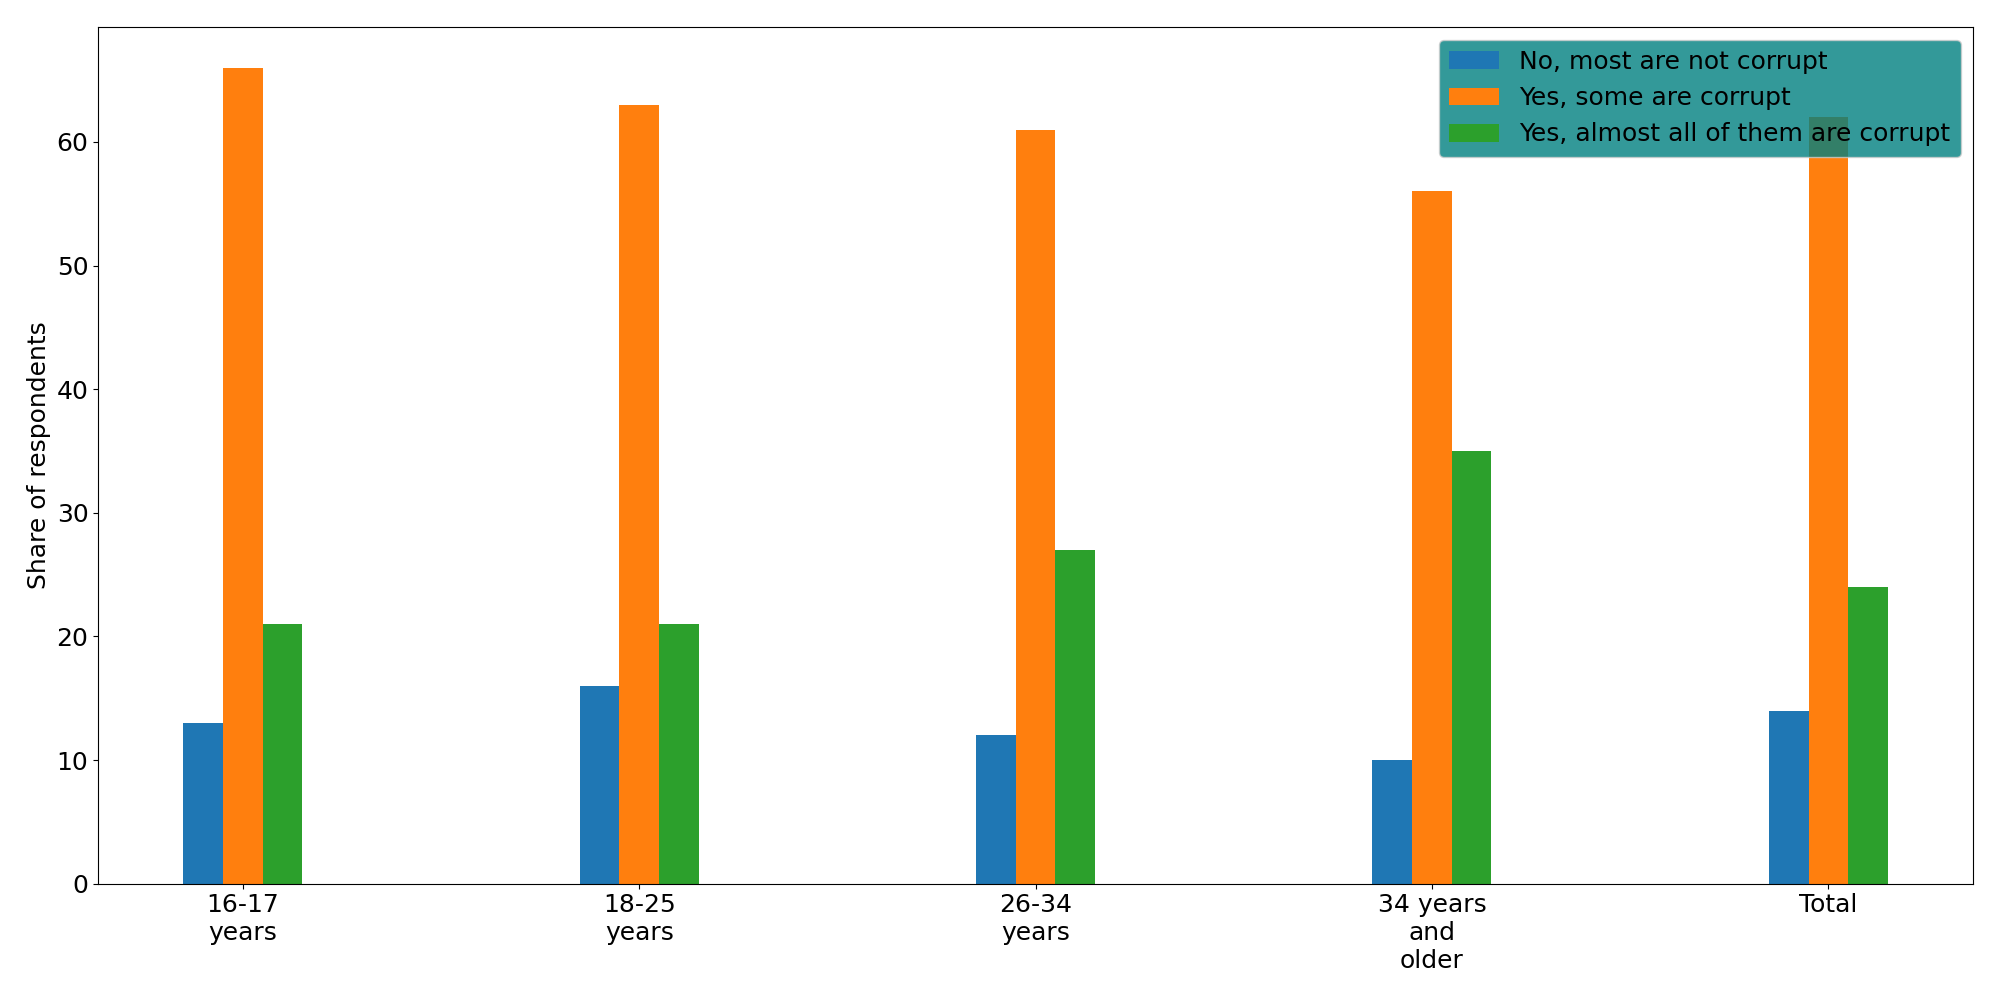 No, most are not corrupt
Yes, some are corrupt
Yes, almost all of them are corrupt
Share of respondents
60
50
40
30
20
10
0
16-17
years
18-25
years
26-34
years
34 years
and
older
Total